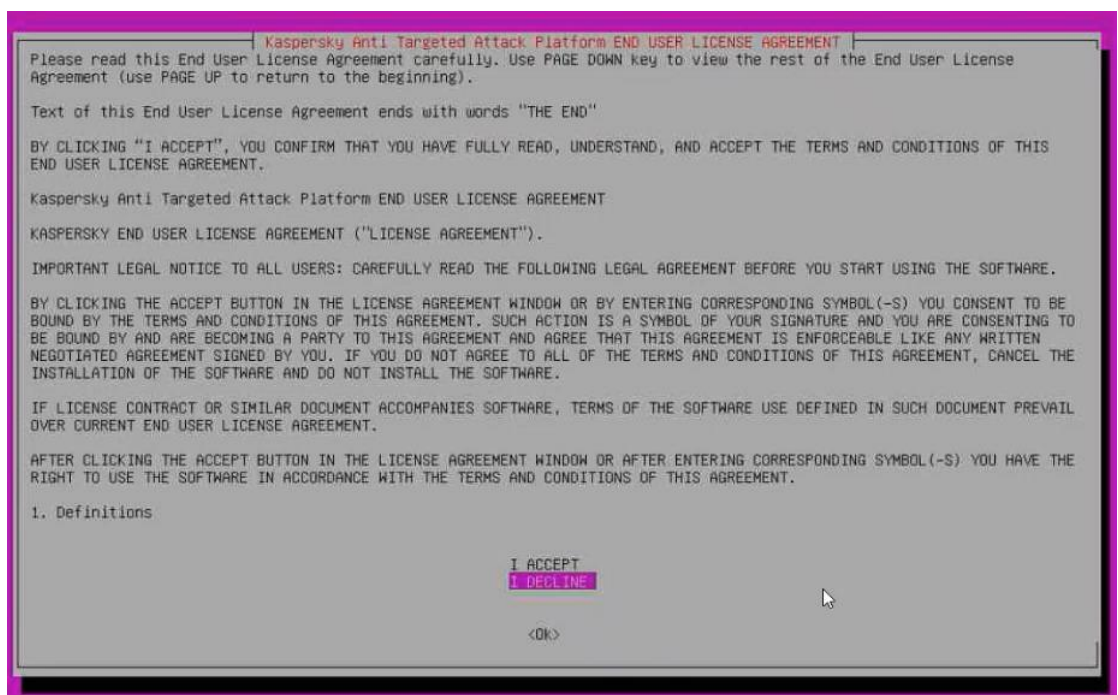 Kaspersky Anti Targeted Attack Platform END USER LICENSE AGREEMENT
Please read this End User License Agreement carefully. Use PAGE DOWN key to view the rest of the End User License
Agreement (use PAGE UP to return to the beginning).
Text of this End User License Agreement ends with words "THE END"
BY CLICKING “I ACCEPT”, YOU CONFIRM THAT YOU HAVE FULLY READ, UNDERSTAND, AND ACCEPT THE TERMS AND CONDITIONS OF THIS
END USER LICENSE AGREEMENT.
Kaspersky Anti Targeted Attack Platform END USER LICENSE AGREEMENT
KASPERSKY END USER LICENSE AGREEMENT ("LICENSE AGREEMENT").
IMPORTANT LEGAL NOTICE TO ALL USERS: CAREFULLY READ THE FOLLOWING LEGAL AGREEMENT BEFORE YOU START USING THE SOFTWARE.
BY CLICKING THE ACCEPT BUTTON IN THE LICENSE AGREEMENT WINDOW OR BY ENTERING CORRESPONDING SYMBOL(-S) YOU CONSENT TO BE
BOUND BY THE TERMS AND CONDITIONS OF THIS AGREEMENT. SUCH ACTION IS A SYMBOL OF YOUR SIGNATURE AND YOU ARE CONSENTING TO
BE BOUND BY AND ARE BECOMING A PARTY TO THIS AGREEMENT AND AGREE THAT THIS AGREEMENT IS ENFORCEABLE LIKE ANY WRITTEN
NEGOTIATED AGREEMENT SIGNED BY YOU. IF YOU DO NOT AGREE TO ALL OF THE TERMS AND CONDITIONS OF THIS AGREEMENT, CANCEL THE
INSTALLATION OF THE SOFTWARE AND DO NOT INSTALL THE SOFTWARE.
IF LICENSE CONTRACT OR SIMILAR DOCUMENT ACCOMPANIES SOFTWARE, TERMS OF THE SOFTWARE USE DEFINED IN SUCH DOCUMENT PREVAIL
OVER CURRENT END USER LICENSE AGREEMENT.
AFTER CLICKING THE ACCEPT BUTTON IN THE LICENSE AGREEMENT WINDOW OR AFTER ENTERING CORRESPONDING SYMBOL(-S) YOU HAVE THE
RIGHT TO USE THE SOFTWARE IN ACCORDANCE WITH THE TERMS AND CONDITIONS OF THIS AGREEMENT.
1. Definitions
I ACCEPT
I DECLINE
<Ok>